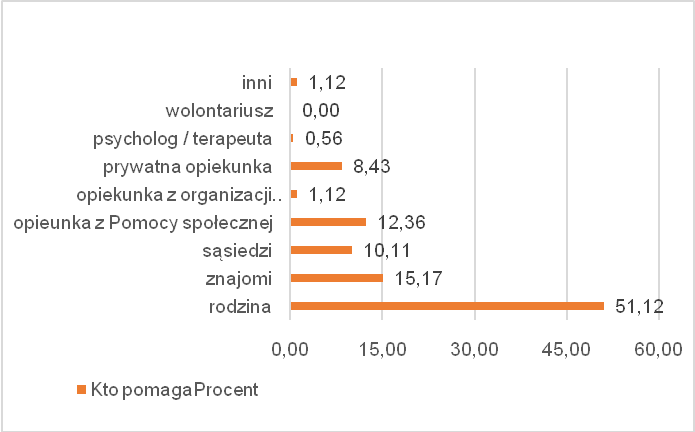 inni 1,12
wolontariusz 0,00
psycholog / terapeuta 0,56
prywatna opiekunka 8,43
opiekunka z organizacji.. 1,12
opieunka z Pomocy społecznej 12,36
sąsiedzi 10,11
znajomi 15,17
rodzina 51,12
0,00 15,00 30,00 45,00 60,00
Kto pomaga Procent